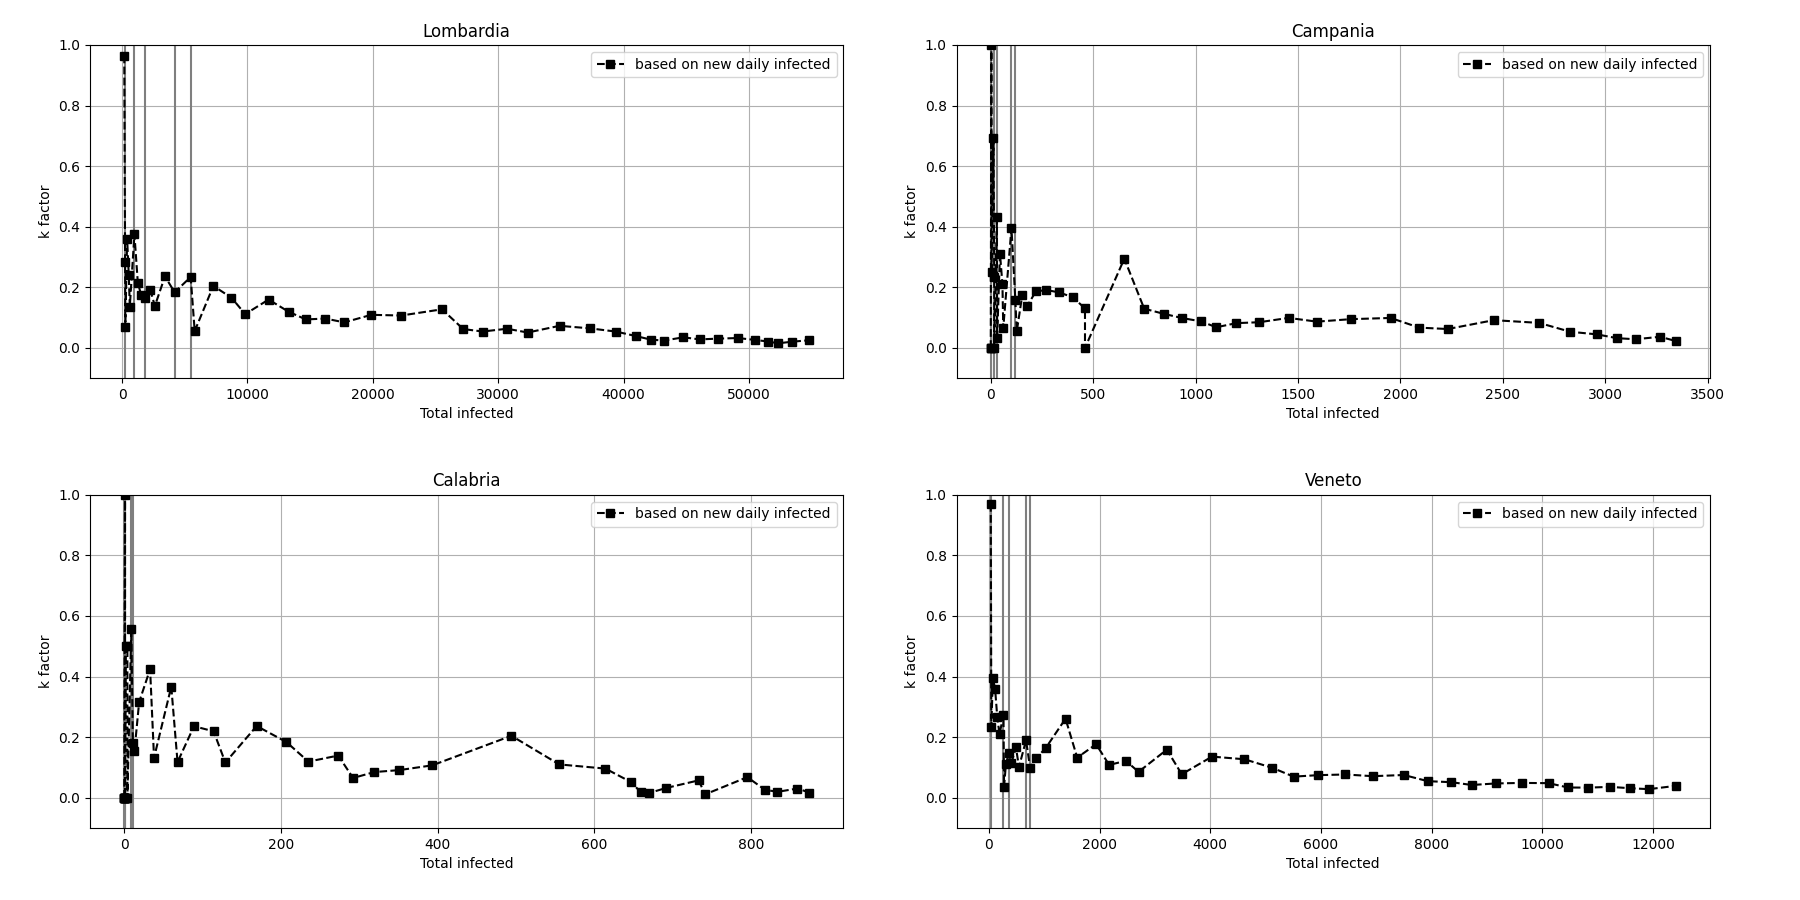 Lombardia
k factor
1.0
0.8
0.6
0.4
0.2
0.0
based on new daily infected
0 10000 20000 30000 40000 50000
Total infected
Campania
k factor
1.0
0.8
0.6
0.4
0.2
0.0
based on new daily infected
0 500 1000 1500 2000 2500 3000 3500
Total infected
Calabria
k factor
1.0
0.8
0.6
0.4
0.2
0.0
based on new daily infected
0 200 400 600 800
Total infected
Veneto
k factor
1.0
0.8
0.6
0.4
0.2
0.0
based on new daily infected
0 2000 4000 6000 8000 10000 12000
Total infected